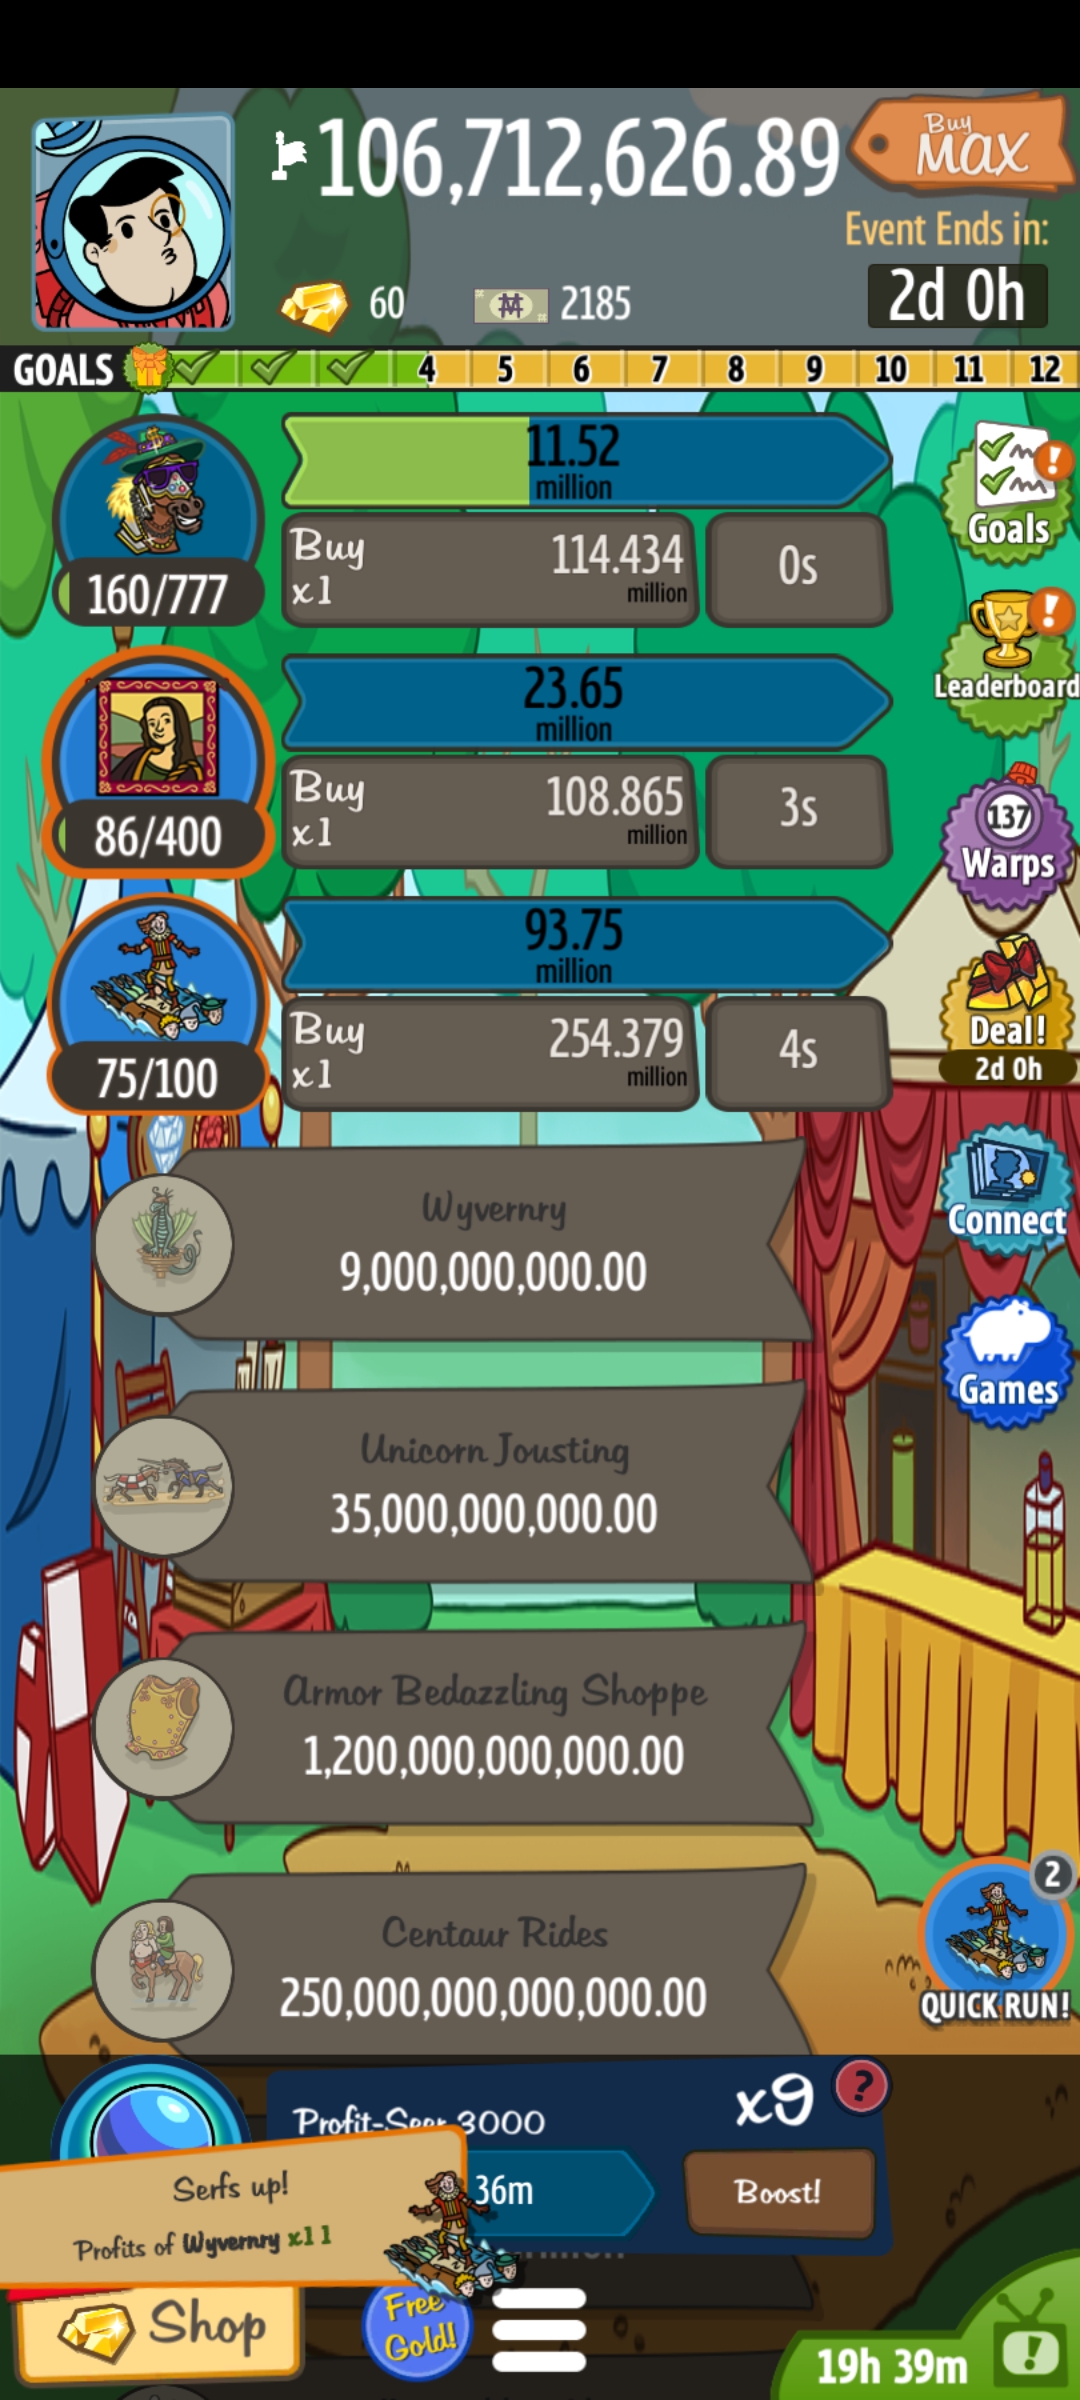 106,712,626.89
Buy
MAX
Event Ends in:
2d 0h
60
2185
GOALS
4 5 6 7 8 9 10 11 12
11.52
million
Buy
x1
114.434
million
0s
160/777
Goals
23.65
million
Buy
x1
108.865
million
3s
86/400
Leaderboard
137
Warps
93.75
million
Buy
x1
254.379
million
4s
75/100
Deal!
2d 0h
Wyvernry
9,000,000,000.00
Connect
Unicorn Jousting
35,000,000,000.00
Games
Armor Bedazzling Shoppe
1,200,000,000,000.00
Centaur Rides
250,000,000,000,000.00
2
QUICK RUN!
Profit-Seer 3000
x9
?
36m
Boost!
Serfs up!
Profits of Wyvernry x11
Shop
Free
Gold!
19h 39m